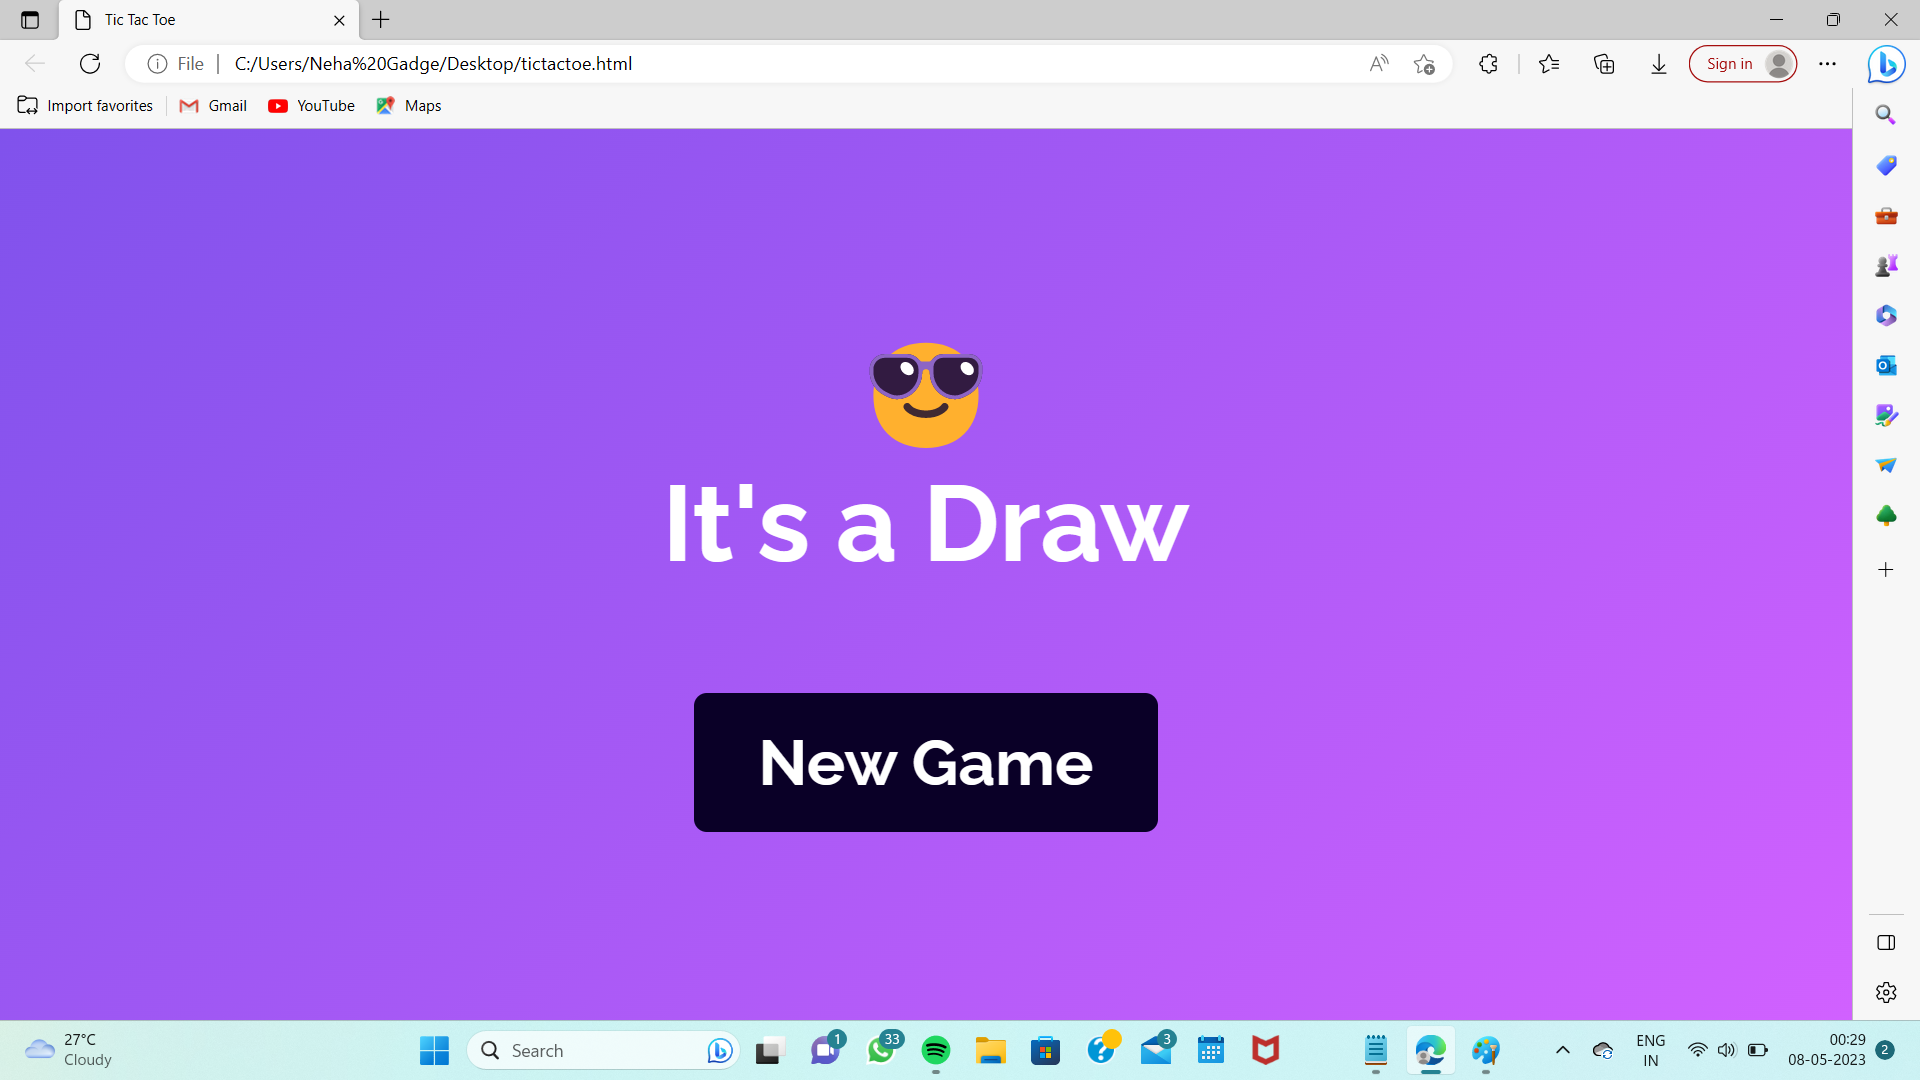 Tic Tac Toe
File
C:/Users/Neha%20Gadge/Desktop/tictactoe.html
Sign in
Import favorites
Gmail
YouTube
Maps
It's a Draw
New Game
27°C
Cloudy
Search
1
33
3
ENG
IN
00:29
08-05-2023
2